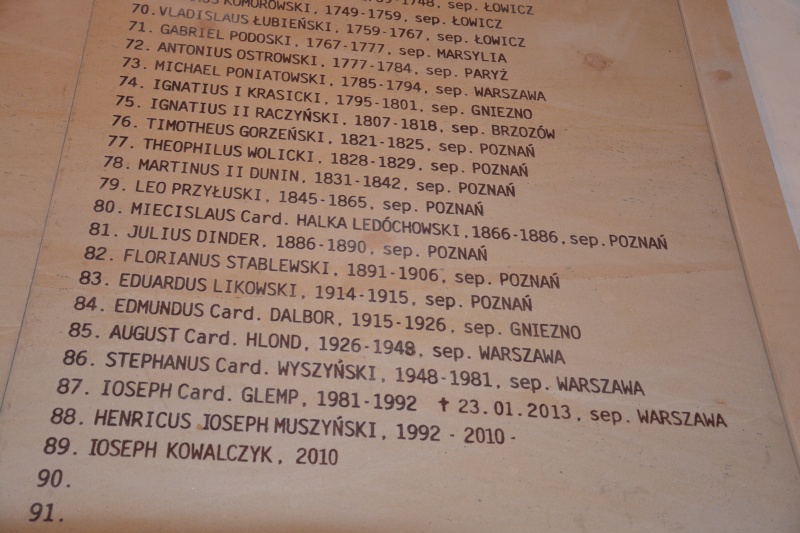 KOMOROWSKI, 1749-1759, sep. ŁOWICZ
70. VLADISLAUS ŁUBIEŃSKI, 1759-1767, sep. ŁOWICZ
71. GABRIEL PODOSKI, 1767-1777, sep. MARSYLIA
72. ANTONIUS OSTROWSKI, 1777-1784, sep. PARYŻ
73. MICHAEL PONIATOWSKI, 1785-1794, sep. WARSZAWA
74. IGNATIUS I KRASICKI, 1795-1801, sep. GNIEZNO
75. IGNATIUS II RACZYŃSKI, 1807-1818, sep. BRZOZÓW
76. TIMOTHEUS GORZEŃSKI, 1821-1825, sep. POZNAŃ
77. THEOPHILUS WOLICKI, 1828-1829, sep. POZNAŃ
78. MARTINUS II DUNIN, 1831-1842, sep. POZNAŃ
79. LEO PRZYŁUSKI, 1845-1865, sep. POZNAŃ
80. MIECISLAUS Card. HALKA LEDÓCHOWSKI, 1866-1886, sep. POZNAŃ
81. JULIUS DINDER, 1886-1890, sep. POZNAŃ
82. FLORIANUS STABLEWSKI, 1891-1906, sep. POZNAŃ
83. EDUARDUS LIKOWSKI, 1914-1915, sep. POZNAŃ
84. EDMUNDUS Card. DALBOR, 1915-1926, sep. GNIEZNO
85. AUGUST Card. HLOND, 1926-1948, sep. WARSZAWA
86. STEPHANUS Card. WYSZYŃSKI, 1948-1981, sep. WARSZAWA
87. IOSEPH Card. GLEMP, 1981-1992 ✝ 23.01.2013, sep. WARSZAWA
88. HENRICUS IOSEPH MUSZYŃSKI, 1992 - 2010 -
89. IOSEPH KOWALCZYK, 2010
90.
91.